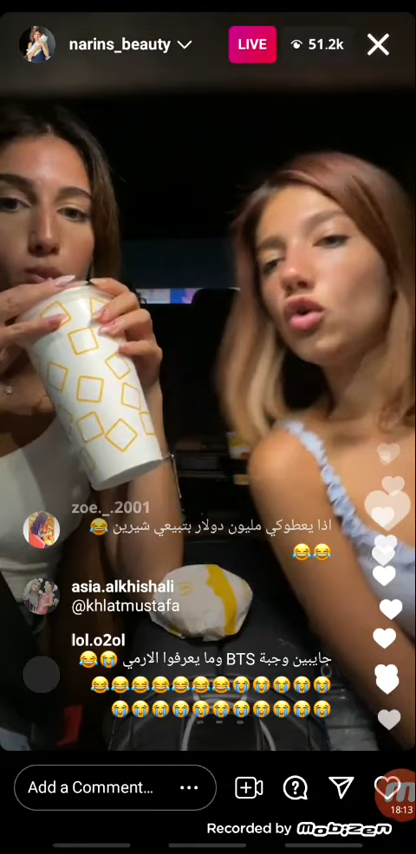 narins_beauty
LIVE
51.2k
zoe._.2001
اذا يعطوكي مليون دولار بتبيعي شيرين 😂
😂😂
asia.alkhishali
@khlatmustafa
lol.o2ol
جايبين وجبة BTS وما يعرفوا الارمي 😭😂
😂😂😂😂😂😂😂😭😭😭😭😭
😭😭😭😭😭😭😭😭😭😭😭
Add a Comment...
18:13
Recorded by Mobizen